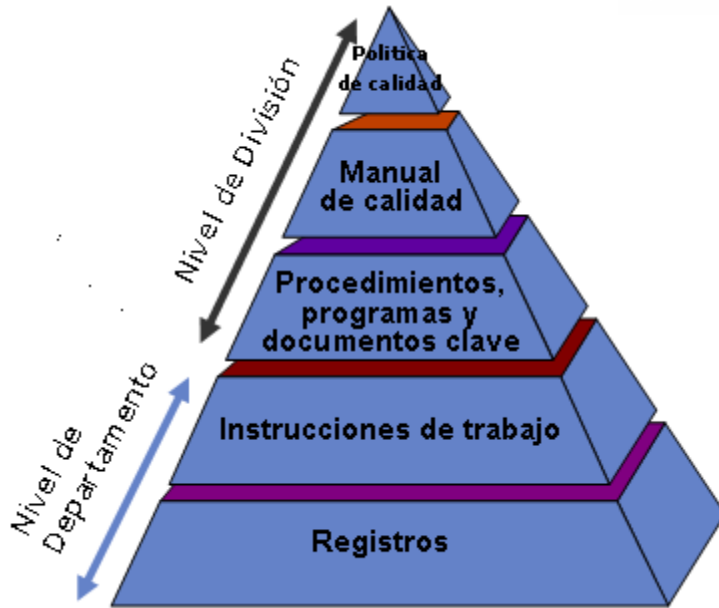 Politica
de calidad
Manual
de calidad
Procedimientos,
programas y
documentos clave
Instrucciones de trabajo
Registros
Nivel de División
Nivel de
Departamento